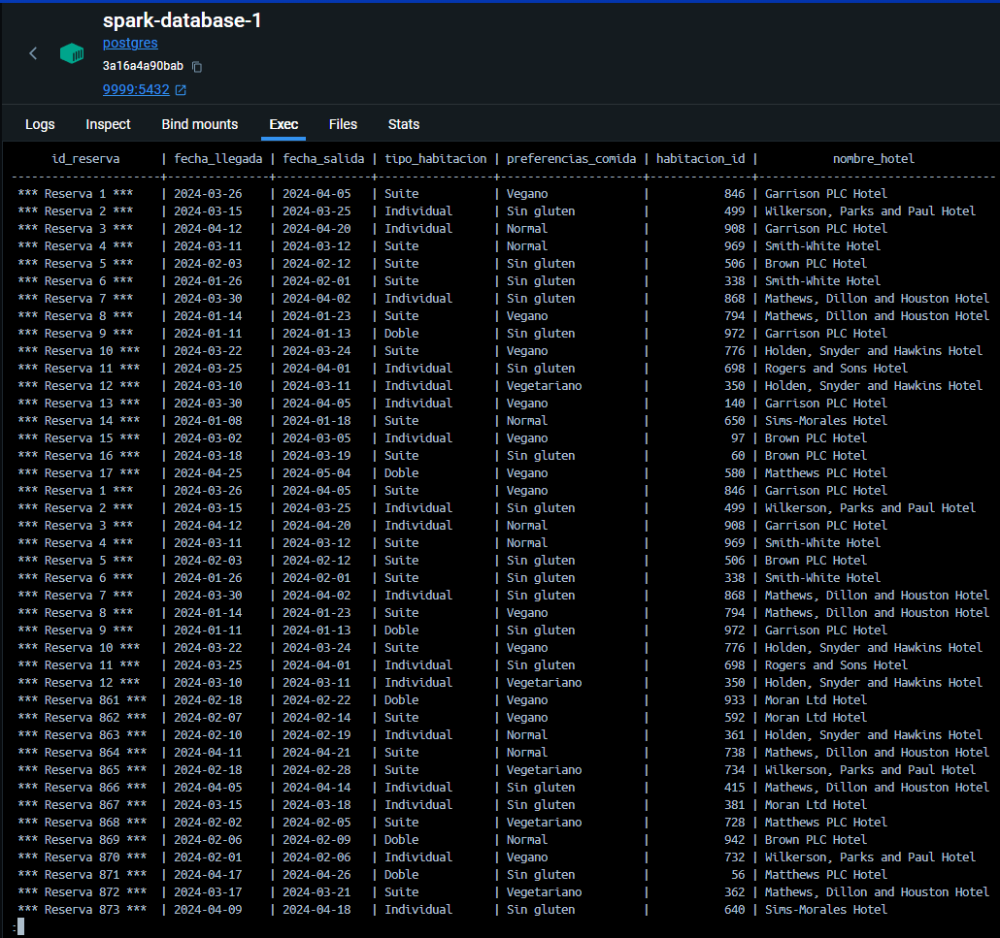 spark-database-1
postgres
3a16a4a90bab
9999:5432
Logs Inspect Bind mounts Exec Files Stats
id_reserva | fecha_llegada | fecha_salida | tipo_habitacion | preferencias_comida | habitacion_id | nombre_hotel
----------------------+---------------+--------------+-----------------+---------------------+---------------+-----------------------------------
*** Reserva 1 *** | 2024-03-26 | 2024-04-05 | Suite | Vegano | 846 | Garrison PLC Hotel
*** Reserva 2 *** | 2024-03-15 | 2024-03-25 | Individual | Sin gluten | 499 | Wilkerson, Parks and Paul Hotel
*** Reserva 3 *** | 2024-04-12 | 2024-04-20 | Individual | Normal | 908 | Garrison PLC Hotel
*** Reserva 4 *** | 2024-03-11 | 2024-03-12 | Suite | Normal | 969 | Smith-White Hotel
*** Reserva 5 *** | 2024-02-03 | 2024-02-12 | Suite | Sin gluten | 506 | Brown PLC Hotel
*** Reserva 6 *** | 2024-01-26 | 2024-02-01 | Suite | Sin gluten | 338 | Smith-White Hotel
*** Reserva 7 *** | 2024-03-30 | 2024-04-02 | Individual | Sin gluten | 868 | Mathews, Dillon and Houston Hotel
*** Reserva 8 *** | 2024-01-14 | 2024-01-23 | Suite | Vegano | 794 | Mathews, Dillon and Houston Hotel
*** Reserva 9 *** | 2024-01-11 | 2024-01-13 | Doble | Sin gluten | 972 | Garrison PLC Hotel
*** Reserva 10 *** | 2024-03-22 | 2024-03-24 | Suite | Vegano | 776 | Holden, Snyder and Hawkins Hotel
*** Reserva 11 *** | 2024-03-25 | 2024-04-01 | Individual | Sin gluten | 698 | Rogers and Sons Hotel
*** Reserva 12 *** | 2024-03-10 | 2024-03-11 | Individual | Vegetariano | 350 | Holden, Snyder and Hawkins Hotel
*** Reserva 13 *** | 2024-03-30 | 2024-04-05 | Individual | Vegano | 140 | Garrison PLC Hotel
*** Reserva 14 *** | 2024-01-08 | 2024-01-18 | Suite | Normal | 650 | Sims-Morales Hotel
*** Reserva 15 *** | 2024-03-02 | 2024-03-05 | Individual | Vegano | 97 | Brown PLC Hotel
*** Reserva 16 *** | 2024-03-18 | 2024-03-19 | Suite | Sin gluten | 60 | Brown PLC Hotel
*** Reserva 17 *** | 2024-04-25 | 2024-05-04 | Doble | Vegano | 580 | Matthews PLC Hotel
*** Reserva 1 *** | 2024-03-26 | 2024-04-05 | Suite | Vegano | 846 | Garrison PLC Hotel
*** Reserva 2 *** | 2024-03-15 | 2024-03-25 | Individual | Sin gluten | 499 | Wilkerson, Parks and Paul Hotel
*** Reserva 3 *** | 2024-04-12 | 2024-04-20 | Individual | Normal | 908 | Garrison PLC Hotel
*** Reserva 4 *** | 2024-03-11 | 2024-03-12 | Suite | Normal | 969 | Smith-White Hotel
*** Reserva 5 *** | 2024-02-03 | 2024-02-12 | Suite | Sin gluten | 506 | Brown PLC Hotel
*** Reserva 6 *** | 2024-01-26 | 2024-02-01 | Suite | Sin gluten | 338 | Smith-White Hotel
*** Reserva 7 *** | 2024-03-30 | 2024-04-02 | Individual | Sin gluten | 868 | Mathews, Dillon and Houston Hotel
*** Reserva 8 *** | 2024-01-14 | 2024-01-23 | Suite | Vegano | 794 | Mathews, Dillon and Houston Hotel
*** Reserva 9 *** | 2024-01-11 | 2024-01-13 | Doble | Sin gluten | 972 | Garrison PLC Hotel
*** Reserva 10 *** | 2024-03-22 | 2024-03-24 | Suite | Vegano | 776 | Holden, Snyder and Hawkins Hotel
*** Reserva 11 *** | 2024-03-25 | 2024-04-01 | Individual | Sin gluten | 698 | Rogers and Sons Hotel
*** Reserva 12 *** | 2024-03-10 | 2024-03-11 | Individual | Vegetariano | 350 | Holden, Snyder and Hawkins Hotel
*** Reserva 861 *** | 2024-02-18 | 2024-02-22 | Doble | Vegano | 933 | Moran Ltd Hotel
*** Reserva 862 *** | 2024-02-07 | 2024-02-14 | Suite | Vegano | 592 | Moran Ltd Hotel
*** Reserva 863 *** | 2024-02-10 | 2024-02-19 | Individual | Normal | 361 | Holden, Snyder and Hawkins Hotel
*** Reserva 864 *** | 2024-04-11 | 2024-04-21 | Suite | Normal | 738 | Mathews, Dillon and Houston Hotel
*** Reserva 865 *** | 2024-02-18 | 2024-02-28 | Suite | Vegetariano | 734 | Wilkerson, Parks and Paul Hotel
*** Reserva 866 *** | 2024-04-05 | 2024-04-14 | Individual | Sin gluten | 415 | Mathews, Dillon and Houston Hotel
*** Reserva 867 *** | 2024-03-15 | 2024-03-18 | Individual | Sin gluten | 381 | Moran Ltd Hotel
*** Reserva 868 *** | 2024-02-02 | 2024-02-05 | Suite | Vegetariano | 728 | Matthews PLC Hotel
*** Reserva 869 *** | 2024-02-06 | 2024-02-09 | Doble | Normal | 942 | Brown PLC Hotel
*** Reserva 870 *** | 2024-02-01 | 2024-02-06 | Individual | Vegano | 732 | Wilkerson, Parks and Paul Hotel
*** Reserva 871 *** | 2024-04-17 | 2024-04-26 | Doble | Sin gluten | 56 | Matthews PLC Hotel
*** Reserva 872 *** | 2024-03-17 | 2024-03-21 | Suite | Vegetariano | 362 | Mathews, Dillon and Houston Hotel
*** Reserva 873 *** | 2024-04-09 | 2024-04-18 | Individual | Sin gluten | 640 | Sims-Morales Hotel
: